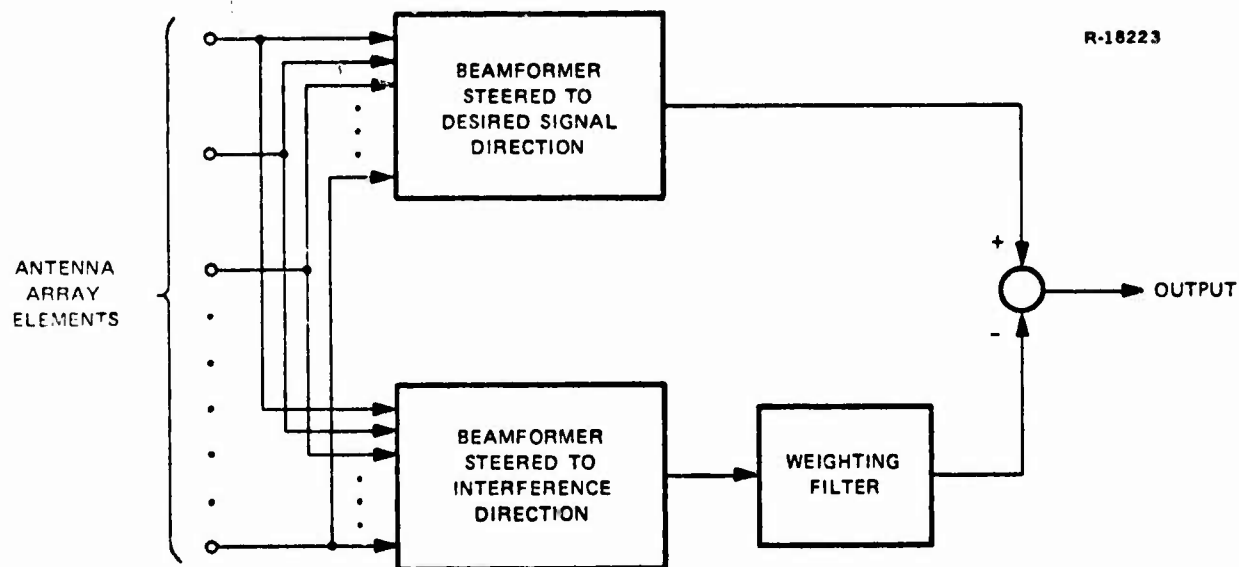 R-18223
BEAMFORMER
STEERED TO
DESIRED SIGNAL
DIRECTION
ANTENNA
ARRAY
ELEMENTS
+
-
OUTPUT
BEAMFORMER
STEERED TO
INTERFERENCE
DIRECTION
WEIGHTING
FILTER